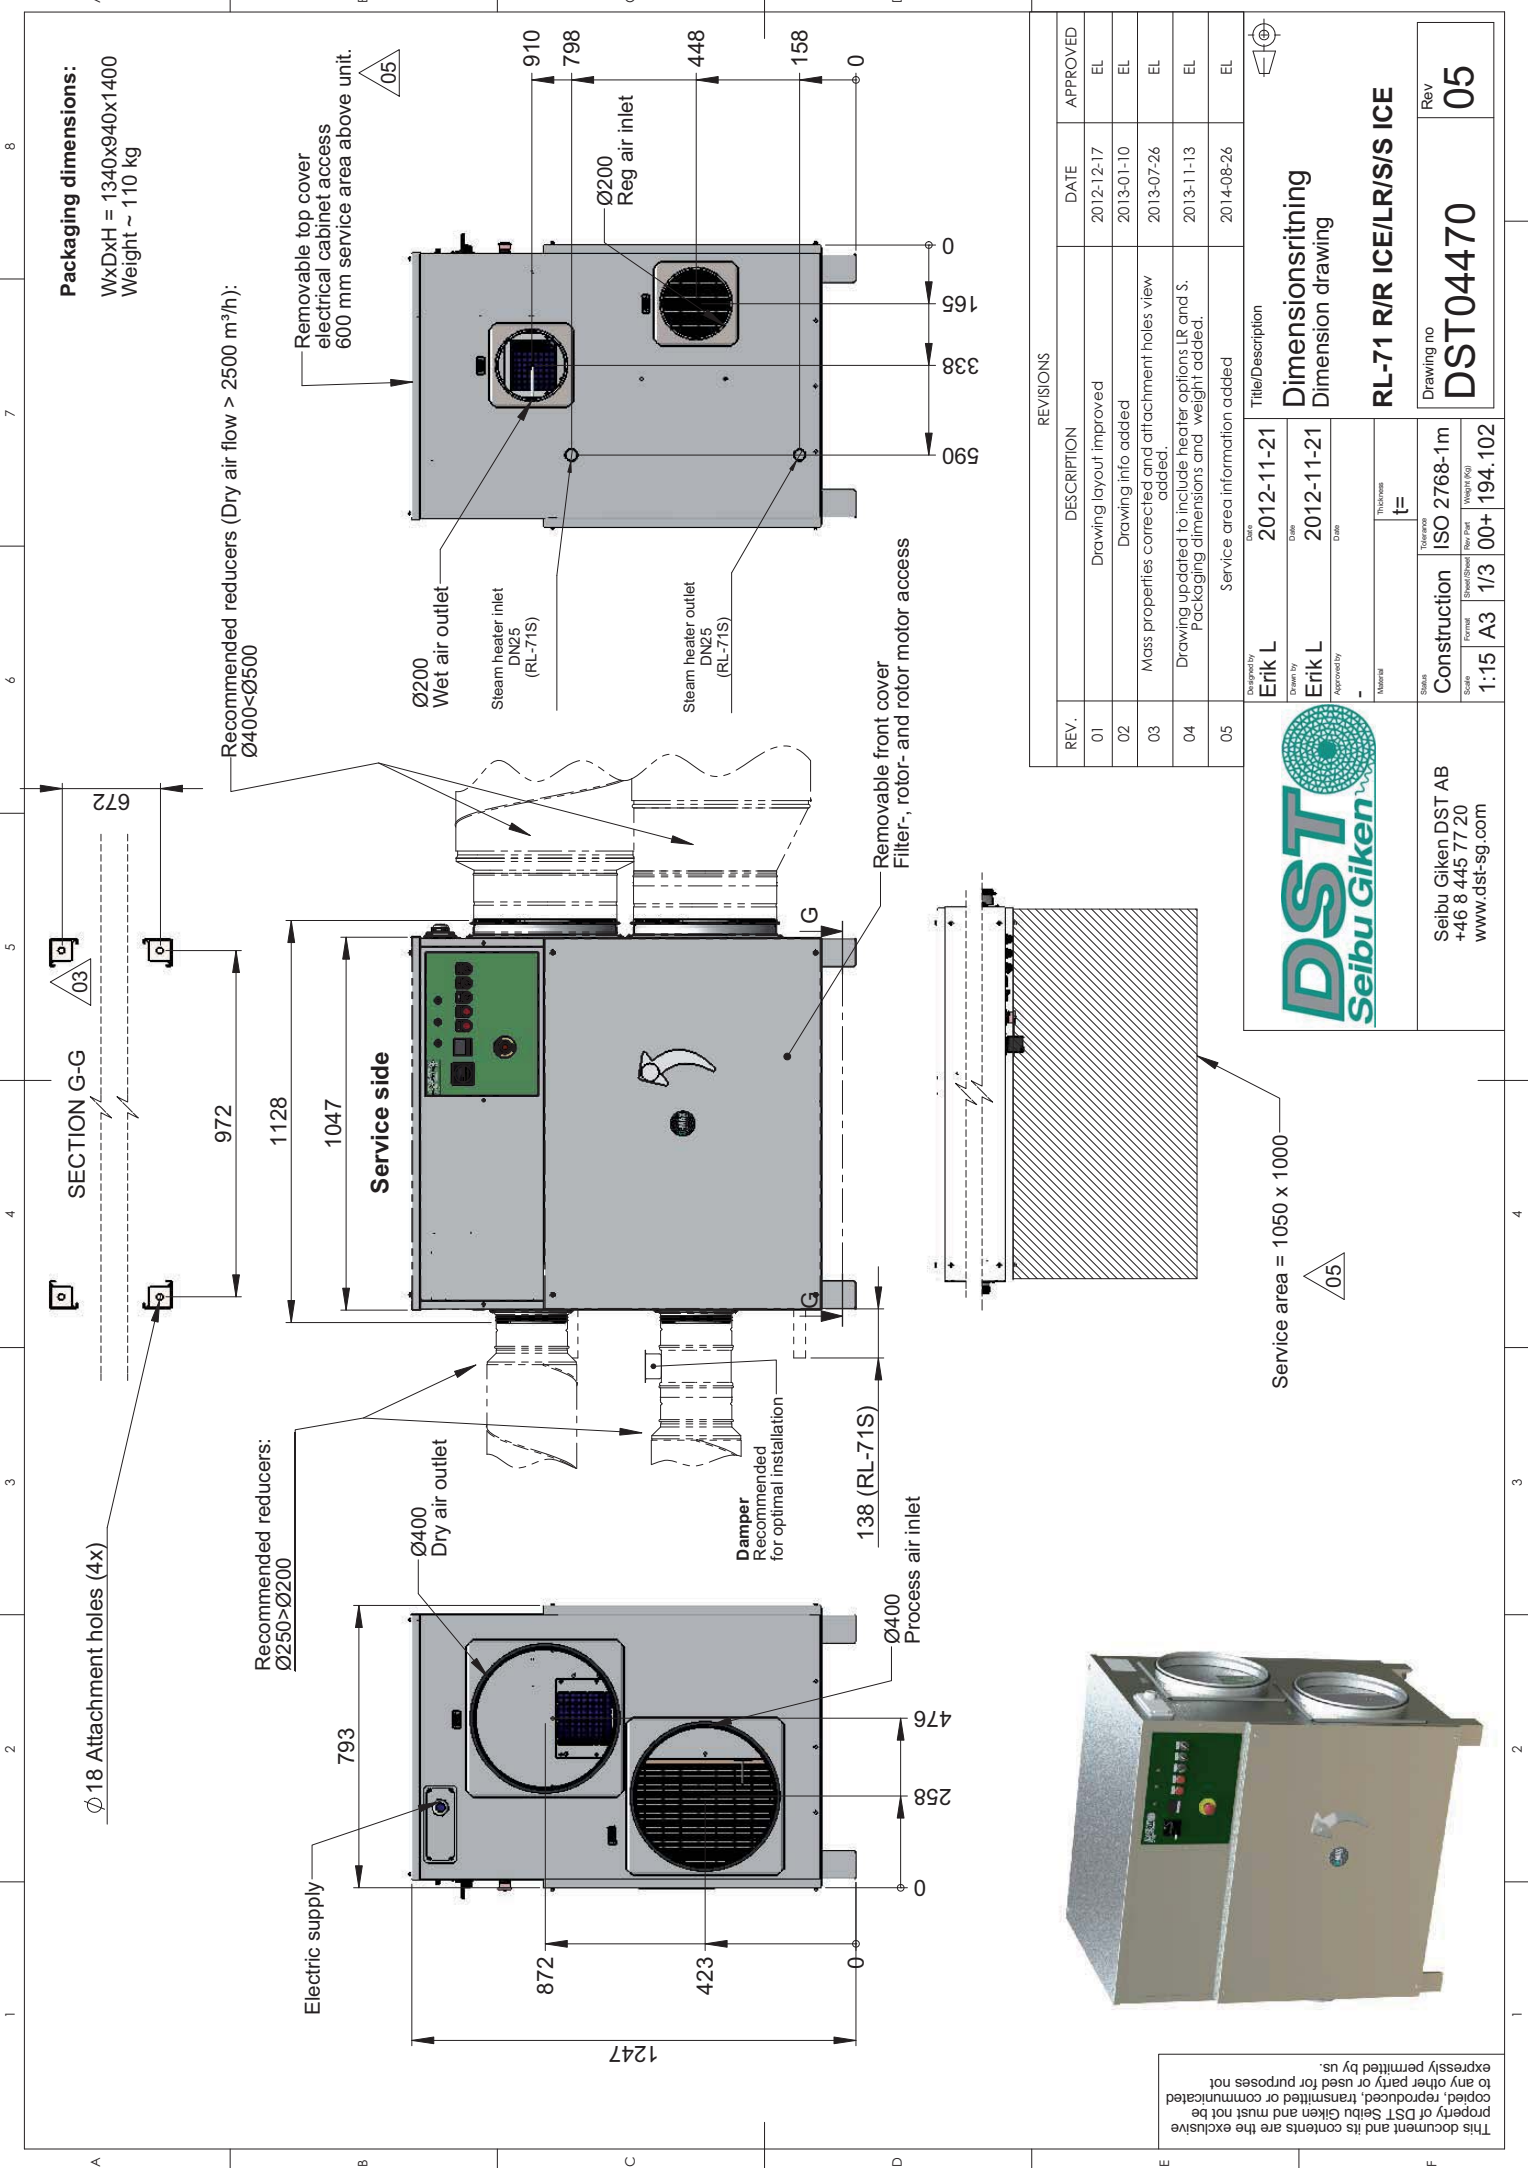 1
2
3
4
5
6
7
8
A
B
C
D
E
F
Ø18 Attachment holes (4x)
SECTION G-G
03
672
972
Packaging dimensions:
WxDxH = 1340x940x1400
Weight ~ 110 kg
Recommended reducers:
Ø250>Ø200
Recommended reducers (Dry air flow > 2500 m³/h):
Ø400<Ø500
Removable top cover
electrical cabinet access
600 mm service area above unit.
05
Electric supply
793
Ø400
Dry air outlet
1128
1047
Service side
Ø200
Wet air outlet
Steam heater inlet
DN25
(RL-71S)
Steam heater outlet
DN25
(RL-71S)
Ø200
Reg air inlet
910
798
448
158
0
590
338
165
0
1247
872
423
0
0
258
476
Ø400
Process air inlet
Damper
Recommended
for optimal installation
138 (RL-71S)
G
G
Removable front cover
Filter-, rotor- and rotor motor access
Service area = 1050 x 1000
05
REVISIONS
REV.
DESCRIPTION
DATE
APPROVED
01
Drawing layout improved
2012-12-17
EL
02
Drawing info added
2013-01-10
EL
03
Mass properties corrected and attachment holes view
added.
2013-07-26
EL
04
Drawing updated to include heater options LR and S.
Packaging dimensions and weight added.
2013-11-13
EL
05
Service area information added
2014-08-26
EL
DST
Seibu Giken
Seibu Giken DST AB
+46 8 445 77 20
www.dst-sg.com
Designed by
Erik L
Date
2012-11-21
Drawn by
Erik L
Date
2012-11-21
Approved by
-
Date
Material
Thickness
t=
Status
Construction
Tolerance
ISO 2768-1m
Scale
1:15
Format
A3
Sheet/Sheet
1/3
Rev Part
00+
Weight (Kg)
194.102
Title/Description
Dimensionsritning
Dimension drawing
RL-71 R/R ICE/LR/S/S ICE
Drawing no
DST04470
Rev
05
This document and its contents are the exclusive
property of DST Seibu Giken and must not be
copied, reproduced, transmitted or communicated
to any other party or used for purposes not
expressly permitted by us.